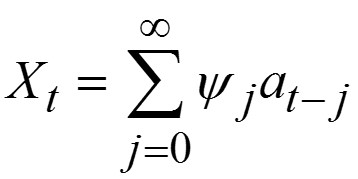 $X_t = \sum_{j=0}^{\infty} \psi_j a_{t-j}$